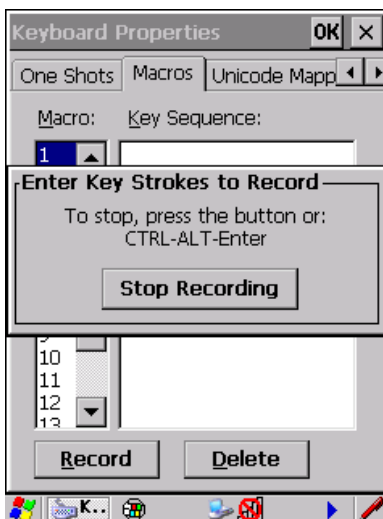 Keyboard Properties OK ×
One Shots Macros Unicode Mapp
Macro: Key Sequence:
1
Enter Key Strokes to Record
To stop, press the button or:
CTRL-ALT-Enter
Stop Recording
10
11
12
13
Record Delete
K..